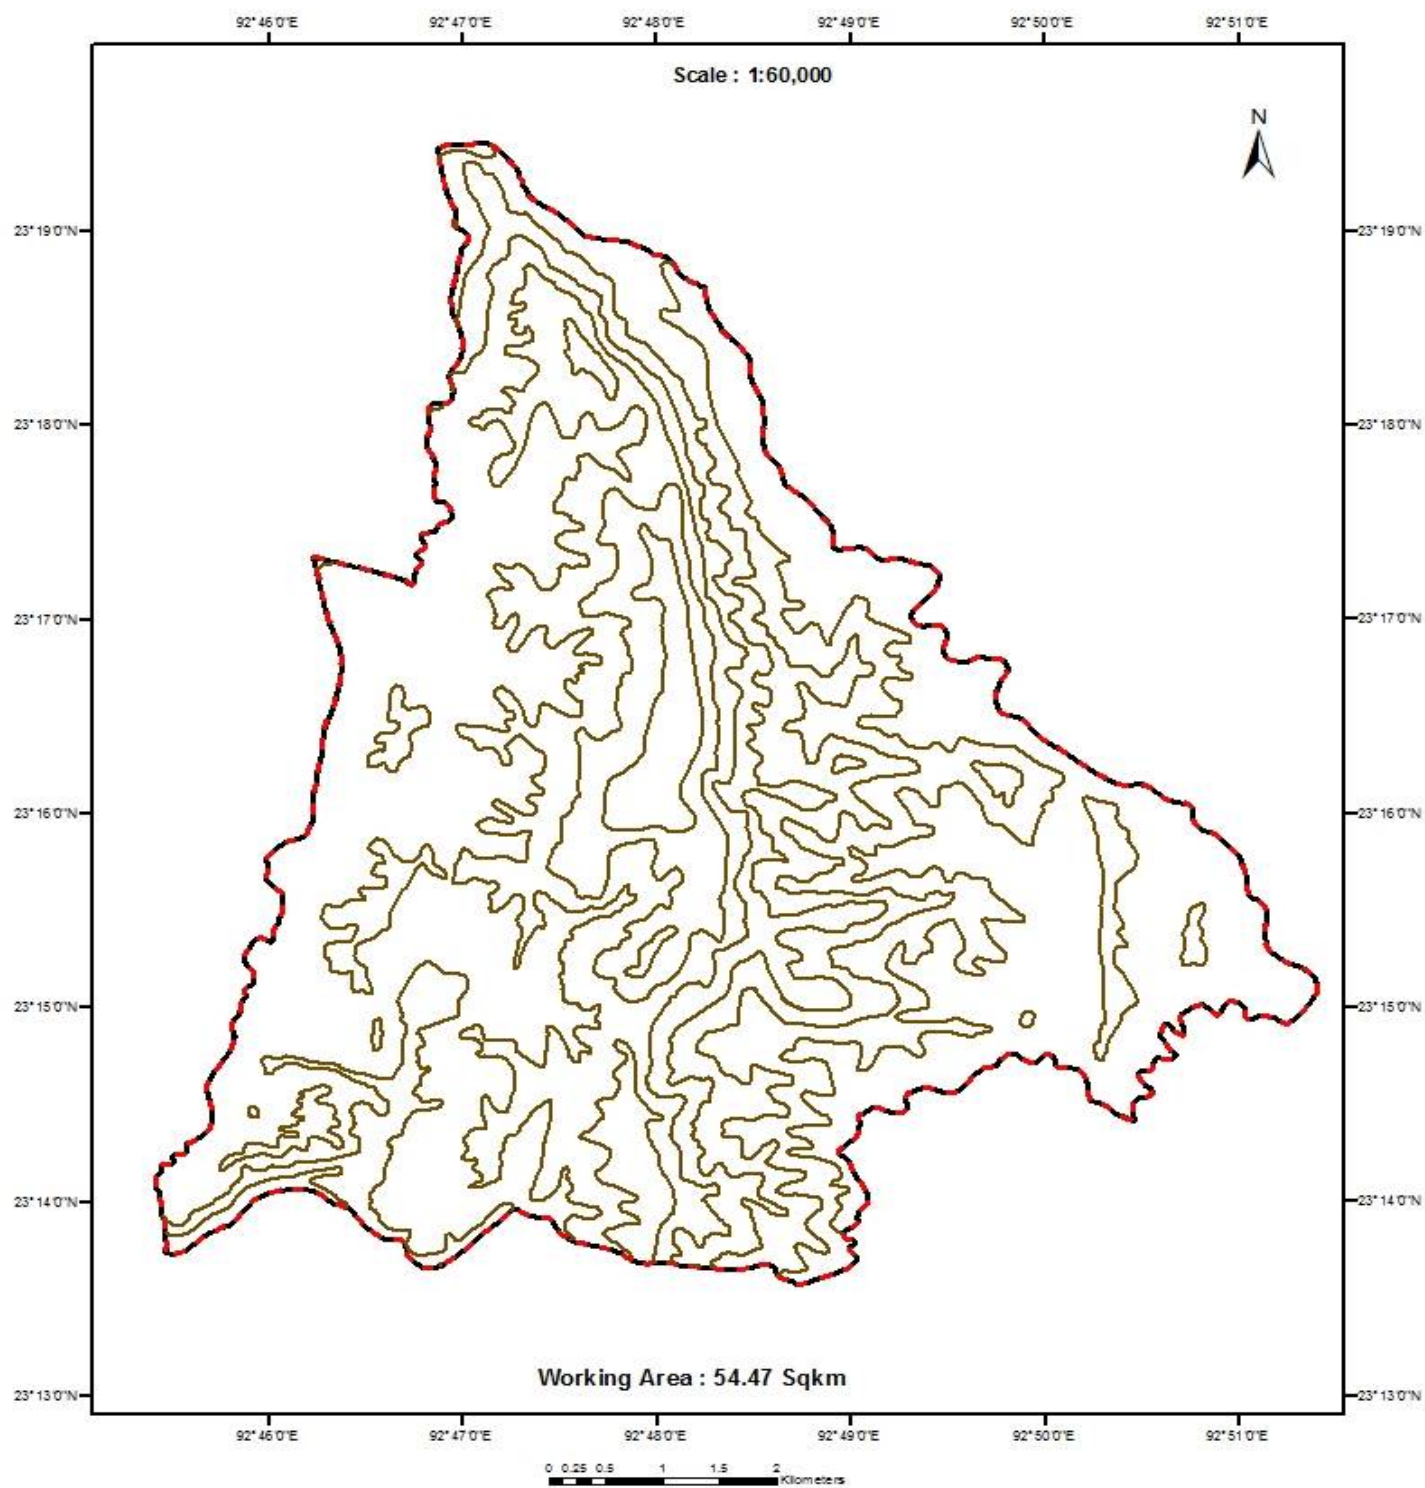 92°46'0"E 92°47'0"E 92°48'0"E 92°49'0"E 92°50'0"E 92°51'0"E
Scale : 1:60,000
N
23°19'0"N 23°19'0"N
23°18'0"N 23°18'0"N
23°17'0"N 23°17'0"N
23°16'0"N 23°16'0"N
23°15'0"N 23°15'0"N
23°14'0"N 23°14'0"N
Working Area : 54.47 Sqkm
23°13'0"N 23°13'0"N
92°46'0"E 92°47'0"E 92°48'0"E 92°49'0"E 92°50'0"E 92°51'0"E
0 0.25 0.5 1 1.5 2
Kilometers